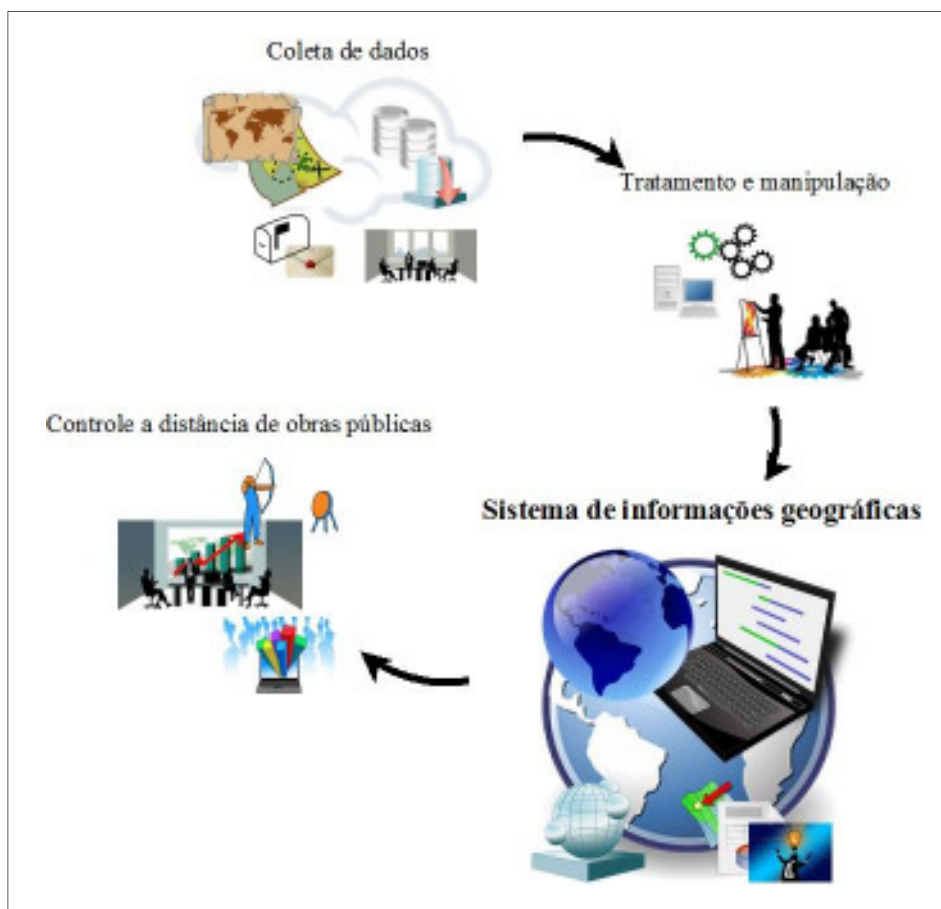 Coleta de dados
Tratamento e manipulação
Controle a distância de obras públicas
Sistema de informações geográficas